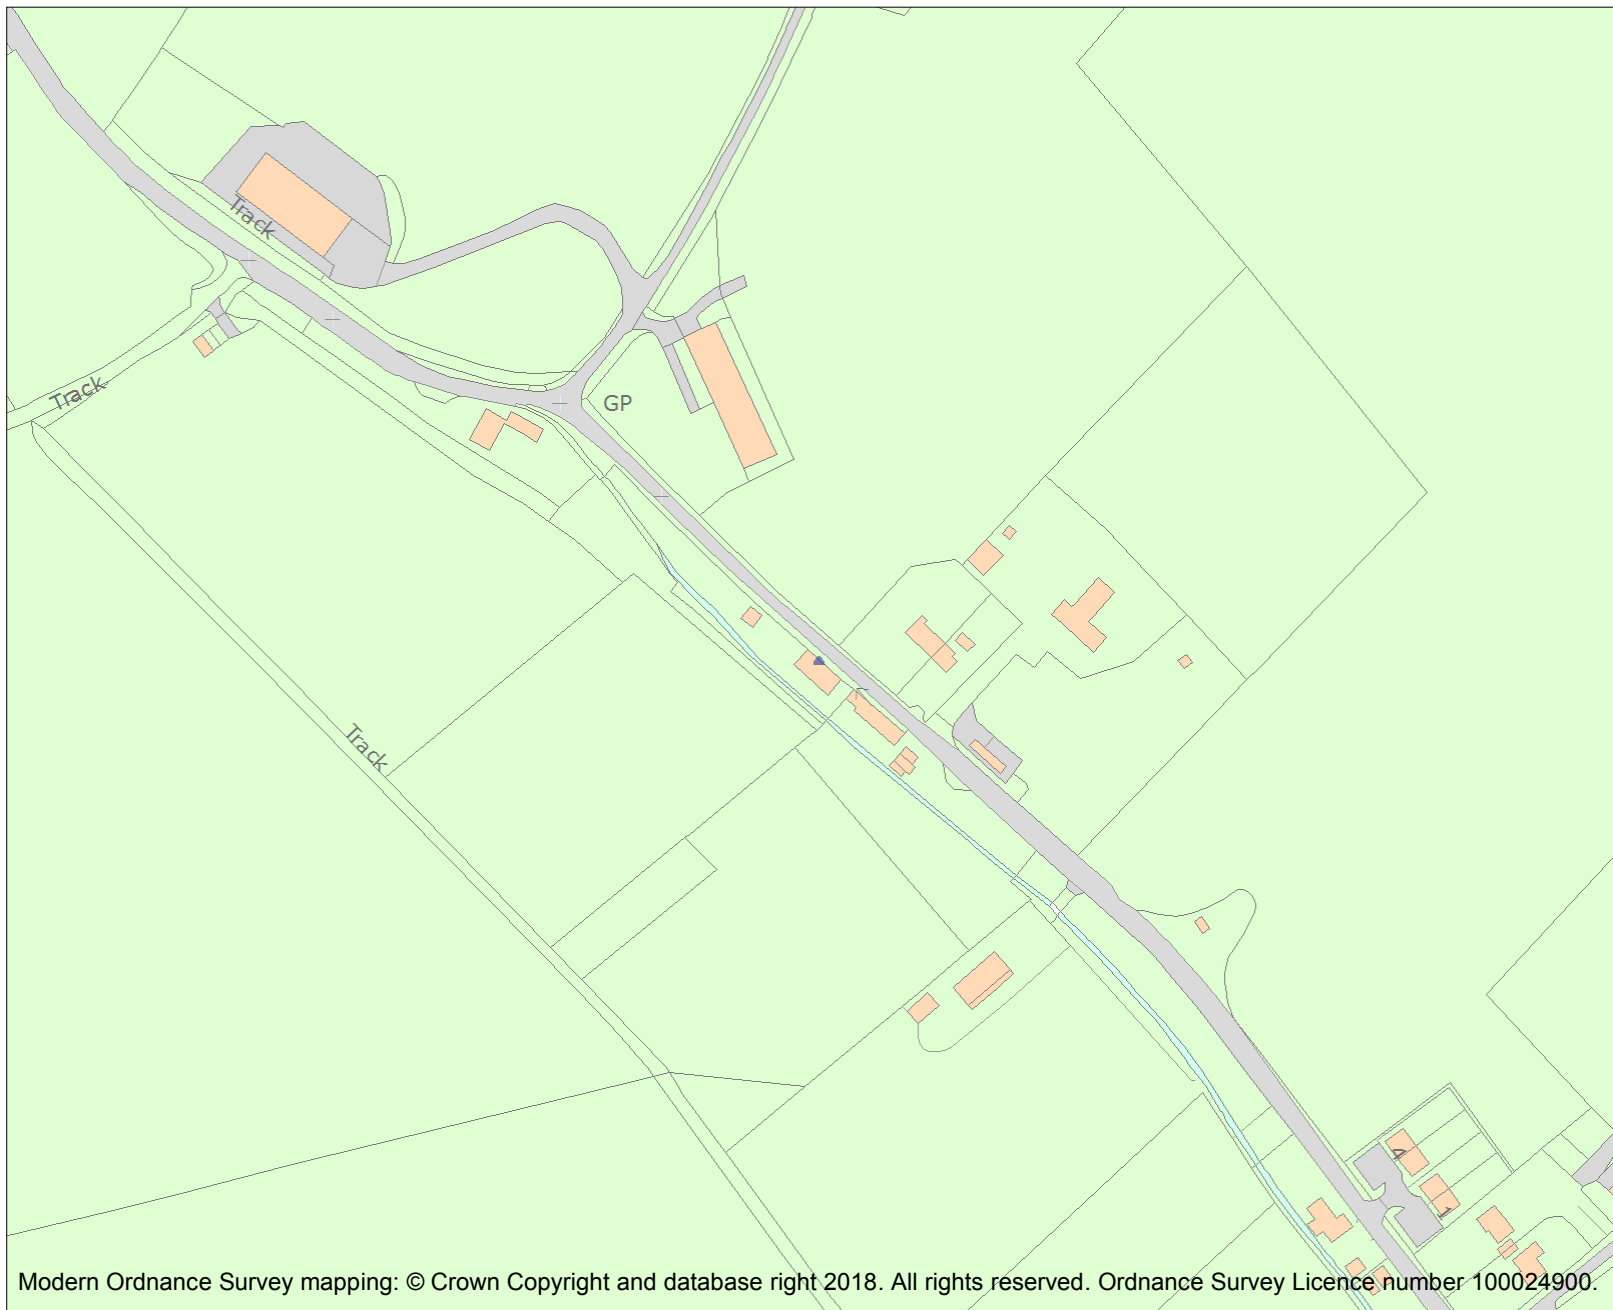 Track
Track
GP
Track
4
1
Modern Ordnance Survey mapping: © Crown Copyright and database right 2018. All rights reserved. Ordnance Survey Licence number 100024900.